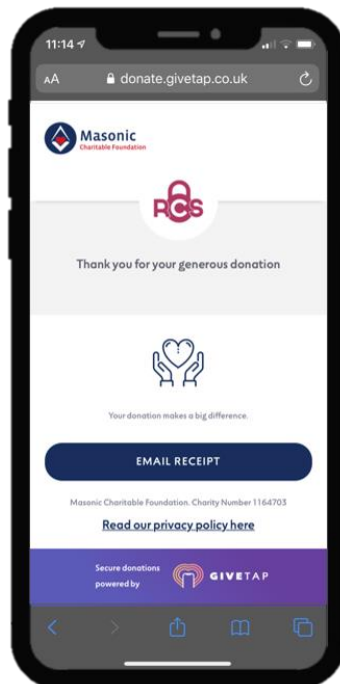 11:14
AA donate.givetap.co.uk
Masonic
Charitable Foundation
RCS
Thank you for your generous donation
Your donation makes a big difference.
EMAIL RECEIPT
Masonic Charitable Foundation. Charity Number 1164703
Read our privacy policy here
Secure donations
powered by
GIVETAP